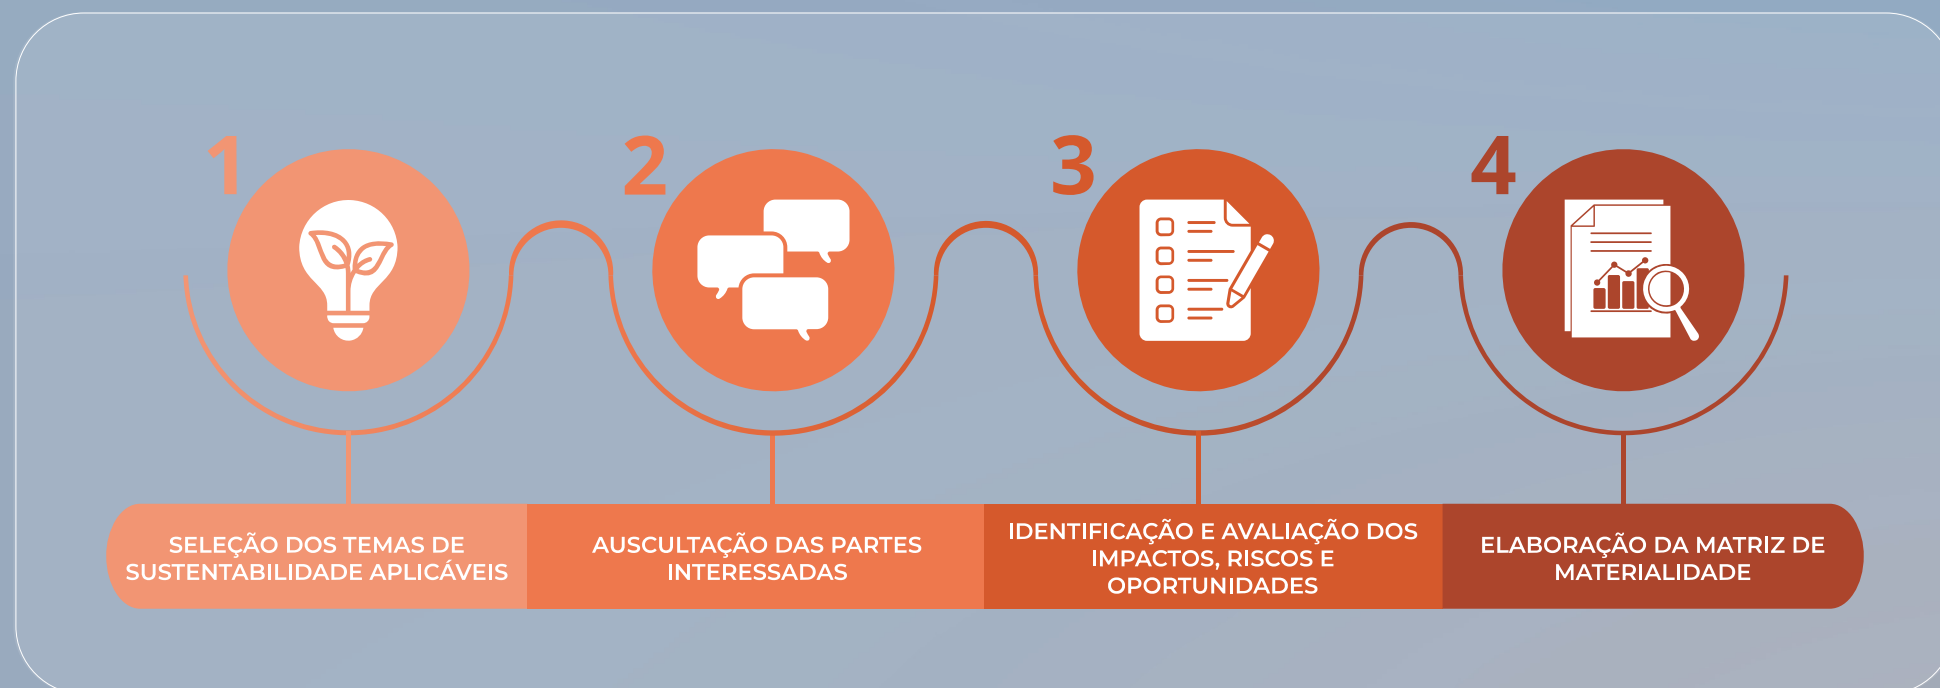 1
2
3
4
SELEÇÃO DOS TEMAS DE
SUSTENTABILIDADE APLICÁVEIS
AUSCULTAÇÃO DAS PARTES
INTERESSADAS
IDENTIFICAÇÃO E AVALIAÇÃO DOS
IMPACTOS, RISCOS E
OPORTUNIDADES
ELABORAÇÃO DA MATRIZ DE
MATERIALIDADE